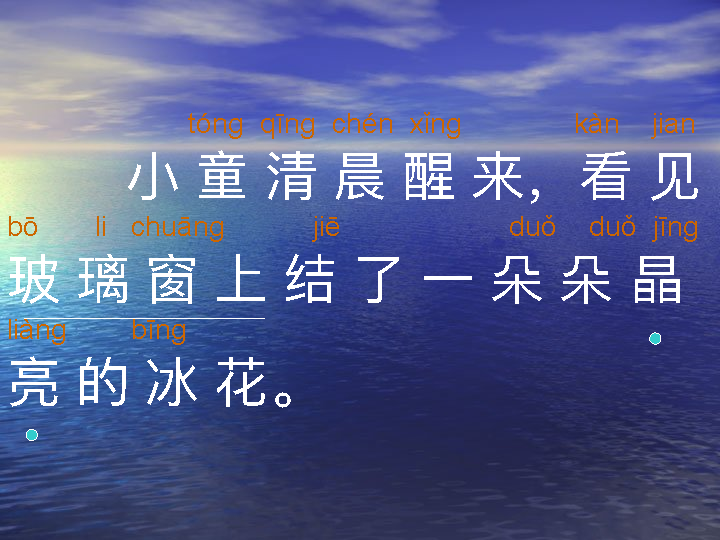 tóng qīng chén xǐng kàn jian
小童清晨醒来，看见
bō li chuāng jiē duǒ duǒ jīng
玻璃窗上结了一朵朵晶
liàng bīng
亮的冰花。